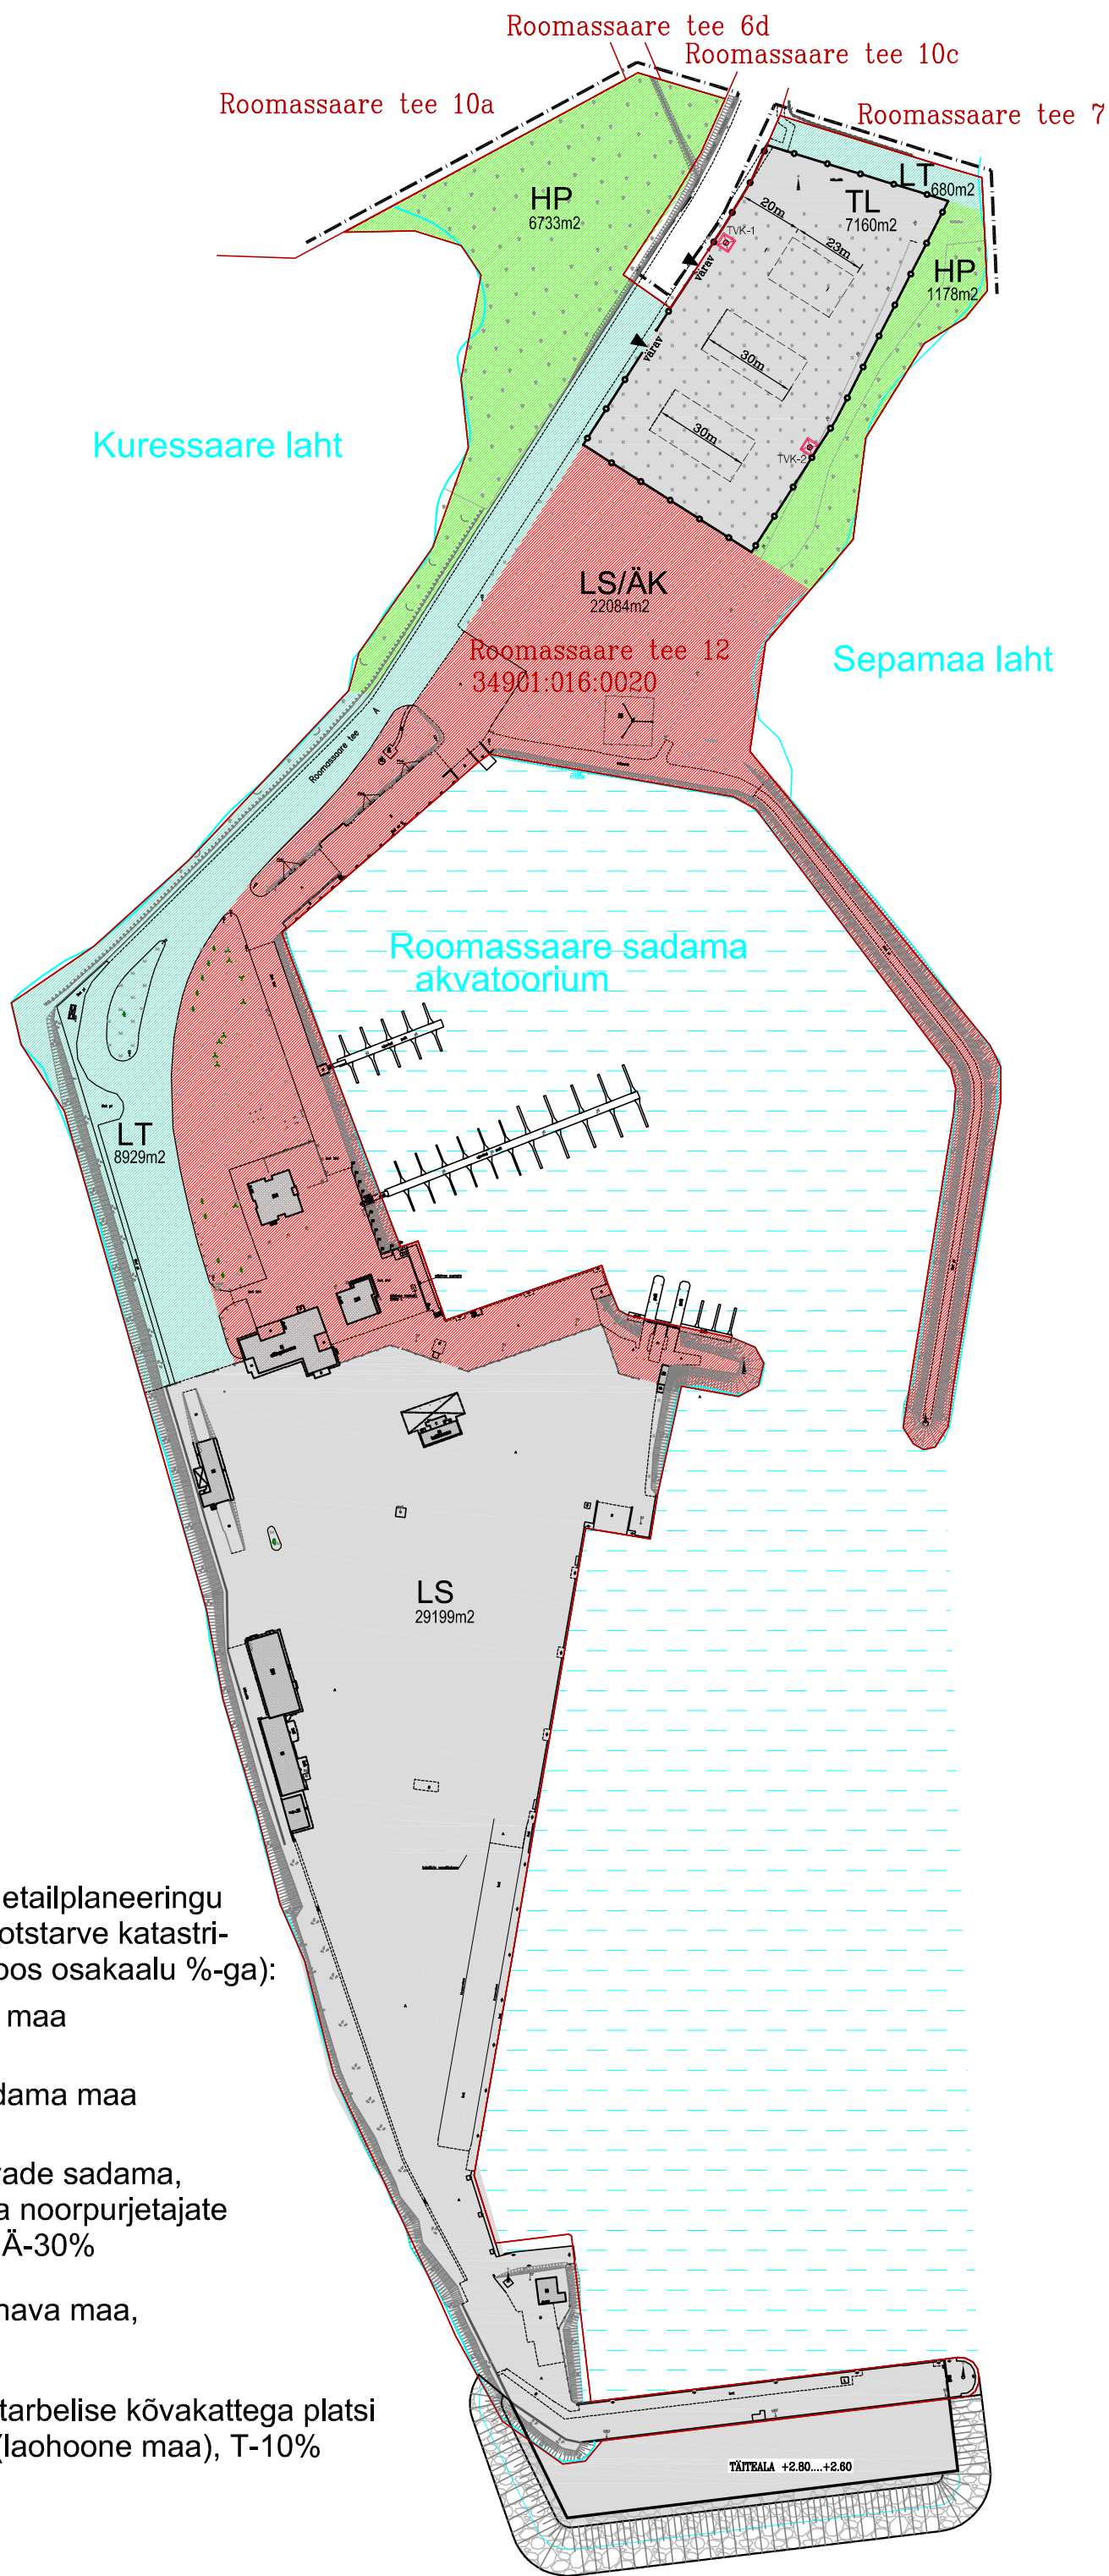 Roomassaare tee 6d
Roomassaare tee 10c
Roomassaare tee 10a
Roomassaare tee 7
LT
680m2
HP
6733m2
TL
7160m2
20m
23m
TVK-1
värav
HP
1178m2
värav
30m
30m
TVK-2
Kuressaare laht
LS/ÄK
22084m2
Roomassaare tee 12
34901:016:0020
Sepamaa laht
Roomassaare tee
Roomassaare sadama
akvatoorium
LT
8929m2
LS
29199m2
etailplaneeringu
otstarve katastri-
oos osakaalu %-ga):
maa
dama maa
rade sadama,
a noorpurjetajate
Ä-30%
nava maa,
tarbelise kõvakattega platsi
(laohoone maa), T-10%
TÄITEALA +2.80....+2.60